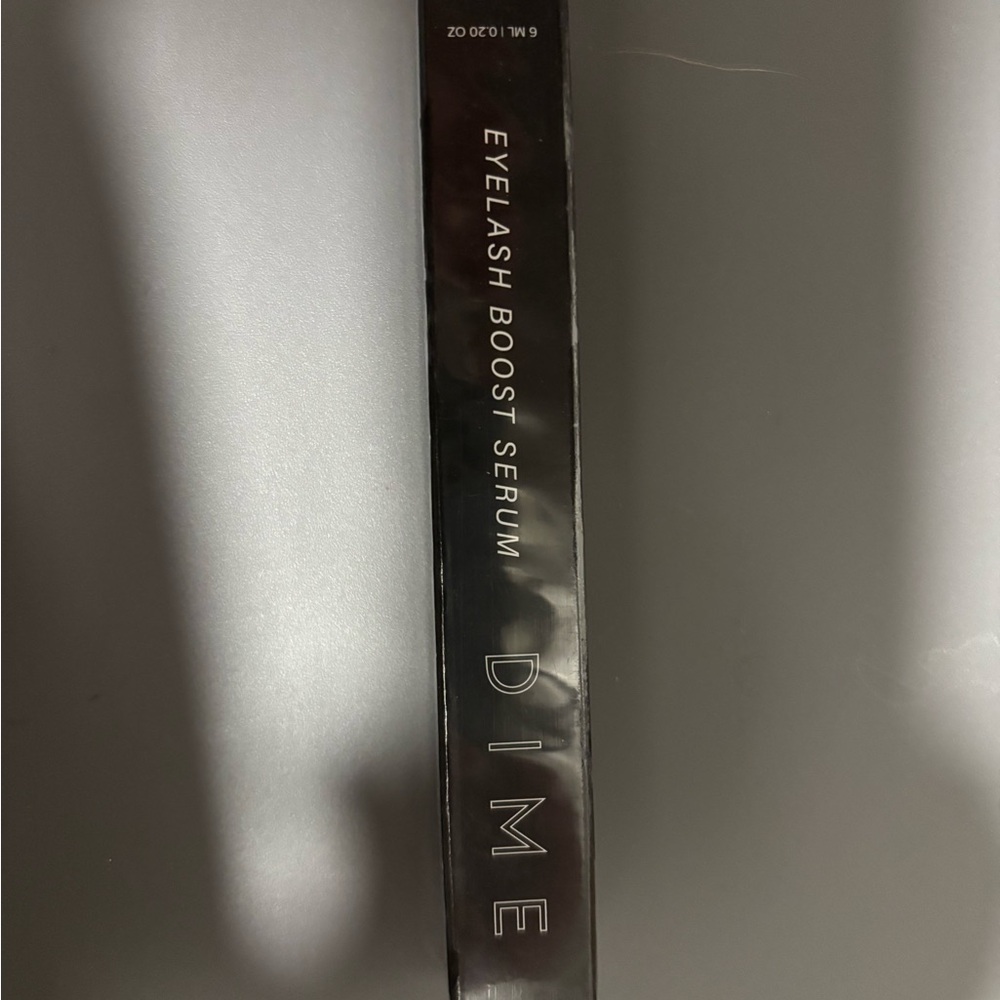 6 ML | 0.20 OZ
EYELASH BOOST SERUM
DIME